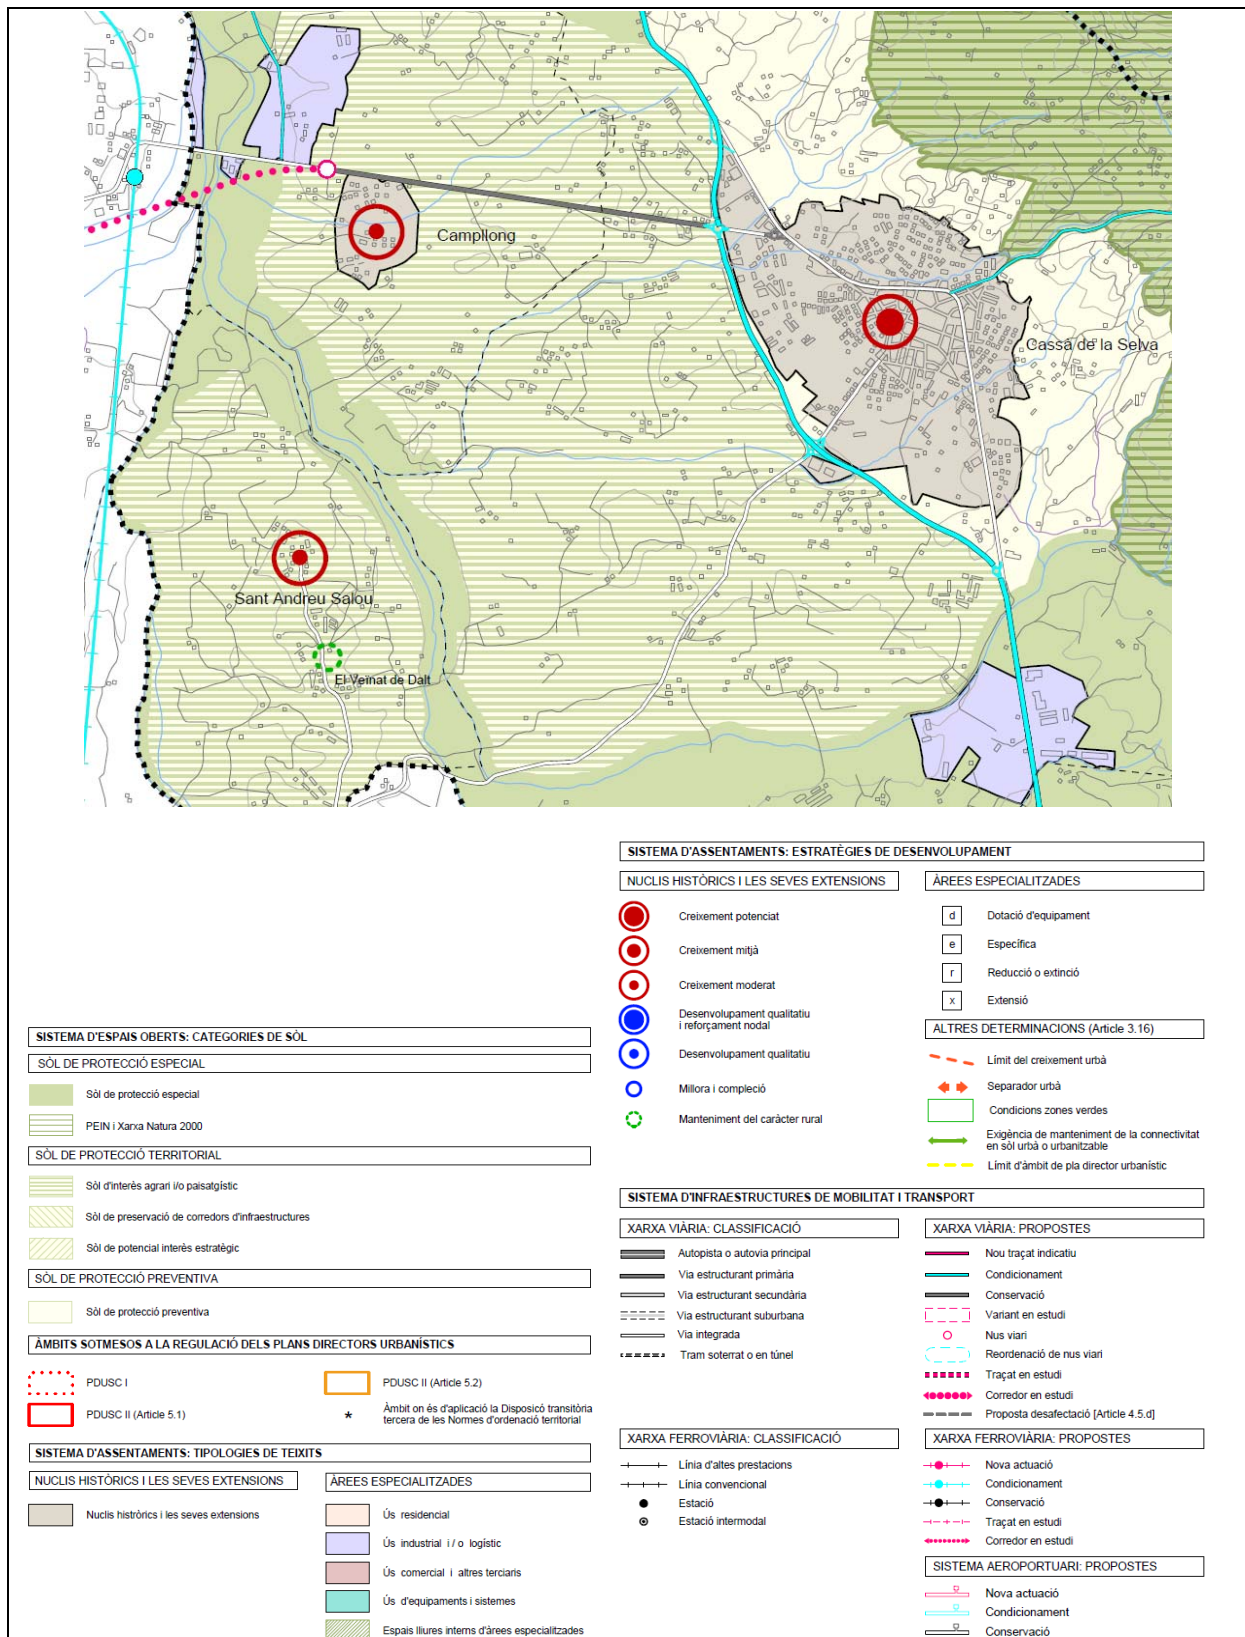 Campllong
Cassà de la Selva
Sant Andreu Salou
El Veïnat de Dalt
SISTEMA D'ASSENTAMENTS: ESTRATÈGIES DE DESENVOLUPAMENT
NUCLIS HISTÒRICS I LES SEVES EXTENSIONS
Creixement potenciat
Creixement mitjà
Creixement moderat
Desenvolupament qualitatiu
i reforçament nodal
Desenvolupament qualitatiu
Millora i compleció
Manteniment del caràcter rural
ÀREES ESPECIALITZADES
d Dotació d'equipament
e Específica
r Reducció o extinció
x Extensió
ALTRES DETERMINACIONS (Article 3.16)
Límit del creixement urbà
Separador urbà
Condicions zones verdes
Exigència de manteniment de la connectivitat
en sòl urbà o urbanitzable
Límit d'àmbit de pla director urbanístic
SISTEMA D'ESPAIS OBERTS: CATEGORIES DE SÒL
SÒL DE PROTECCIÓ ESPECIAL
Sòl de protecció especial
PEIN i Xarxa Natura 2000
SÒL DE PROTECCIÓ TERRITORIAL
Sòl d'interès agrari i/o paisatgístic
Sòl de preservació de corredors d'infraestructures
Sòl de potencial interès estratègic
SÒL DE PROTECCIÓ PREVENTIVA
Sòl de protecció preventiva
ÀMBITS SOTMESOS A LA REGULACIÓ DELS PLANS DIRECTORS URBANÍSTICS
PDUSC I
PDUSC II (Article 5.1)
PDUSC II (Article 5.2)
* Àmbit on és d'aplicació la Disposició transitòria
tercera de les Normes d'ordenació territorial
SISTEMA D'ASSENTAMENTS: TIPOLOGIES DE TEIXITS
NUCLIS HISTÒRICS I LES SEVES EXTENSIONS
Nuclis histròrics i les seves extensions
ÀREES ESPECIALITZADES
Ús residencial
Ús industrial i / o logístic
Ús comercial i altres terciaris
Ús d'equipaments i sistemes
Espais lliures interns d'àrees especialitzades
SISTEMA D'INFRAESTRUCTURES DE MOBILITAT I TRANSPORT
XARXA VIÀRIA: CLASSIFICACIÓ
Autopista o autovia principal
Via estructurant primària
Via estructurant secundària
Via estructurant suburbana
Via integrada
Tram soterrat o en túnel
XARXA VIÀRIA: PROPOSTES
Nou traçat indicatiu
Condicionament
Conservació
Variant en estudi
Nus viari
Reordenació de nus viari
Traçat en estudi
Corredor en estudi
Proposta desafectació [Article 4.5.d]
XARXA FERROVIÀRIA: CLASSIFICACIÓ
Línia d'altes prestacions
Línia convencional
Estació
Estació intermodal
XARXA FERROVIÀRIA: PROPOSTES
Nova actuació
Condicionament
Conservació
Traçat en estudi
Corredor en estudi
SISTEMA AEROPORTUARI: PROPOSTES
Nova actuació
Condicionament
Conservació